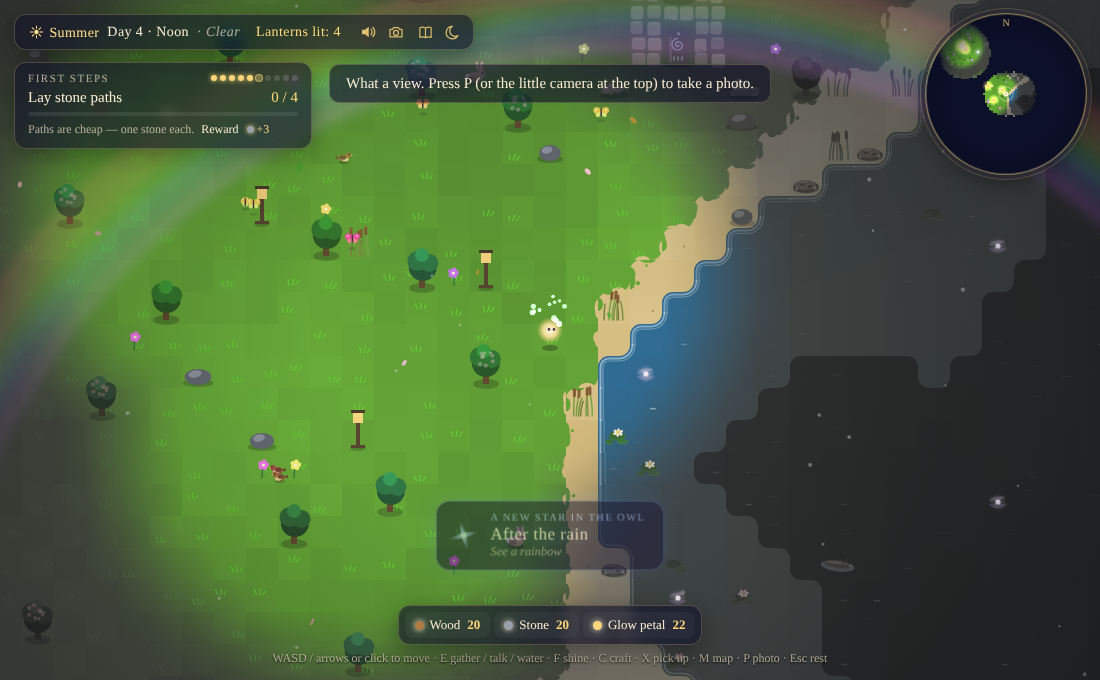 Summer Day 4 · Noon · Clear Lanterns lit: 4
N
FIRST STEPS
Lay stone paths 0 / 4
Paths are cheap — one stone each. Reward +3
What a view. Press P (or the little camera at the top) to take a photo.
A NEW STAR IN THE OWL
After the rain
See a rainbow
Wood 20 Stone 20 Glow petal 22
WASD / arrows or click to move · E gather / talk / water · F shine · C craft · X pick up · M map · P photo · Esc rest